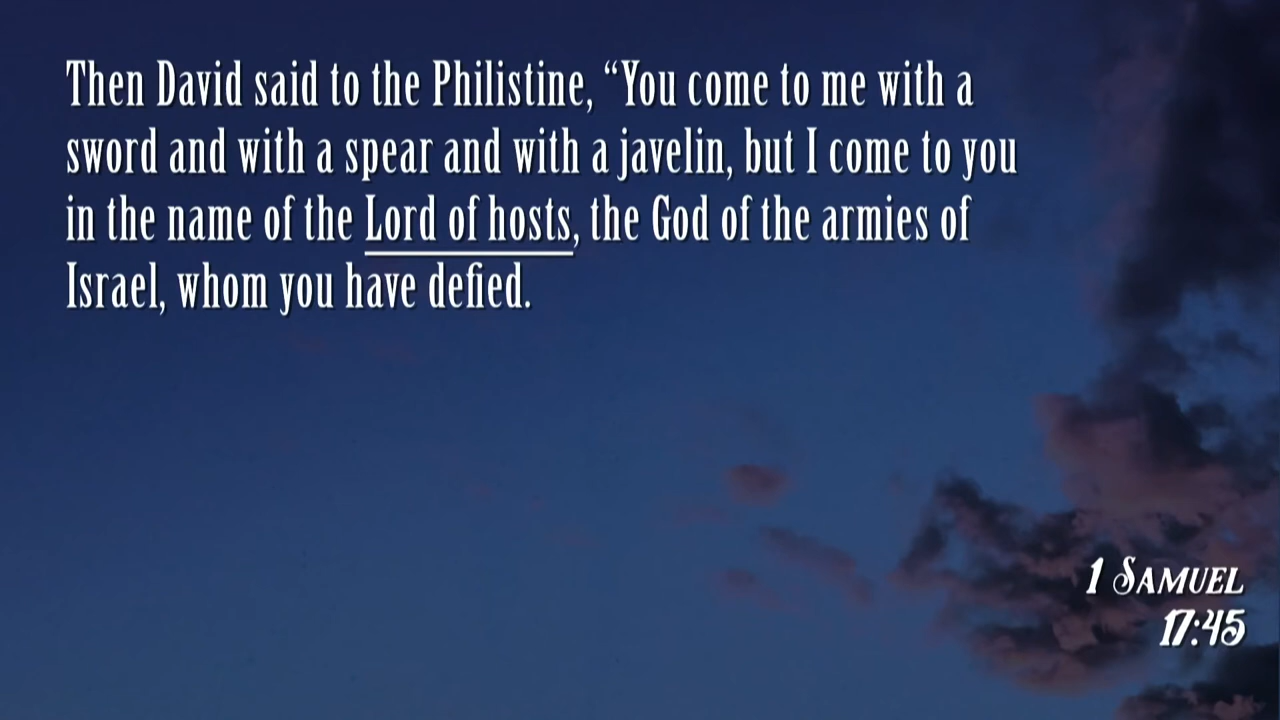 Then David said to the Philistine, “You come to me with a
sword and with a spear and with a javelin, but I come to you
in the name of the Lord of hosts, the God of the armies of
Israel, whom you have defied.
1 Samuel
17:45